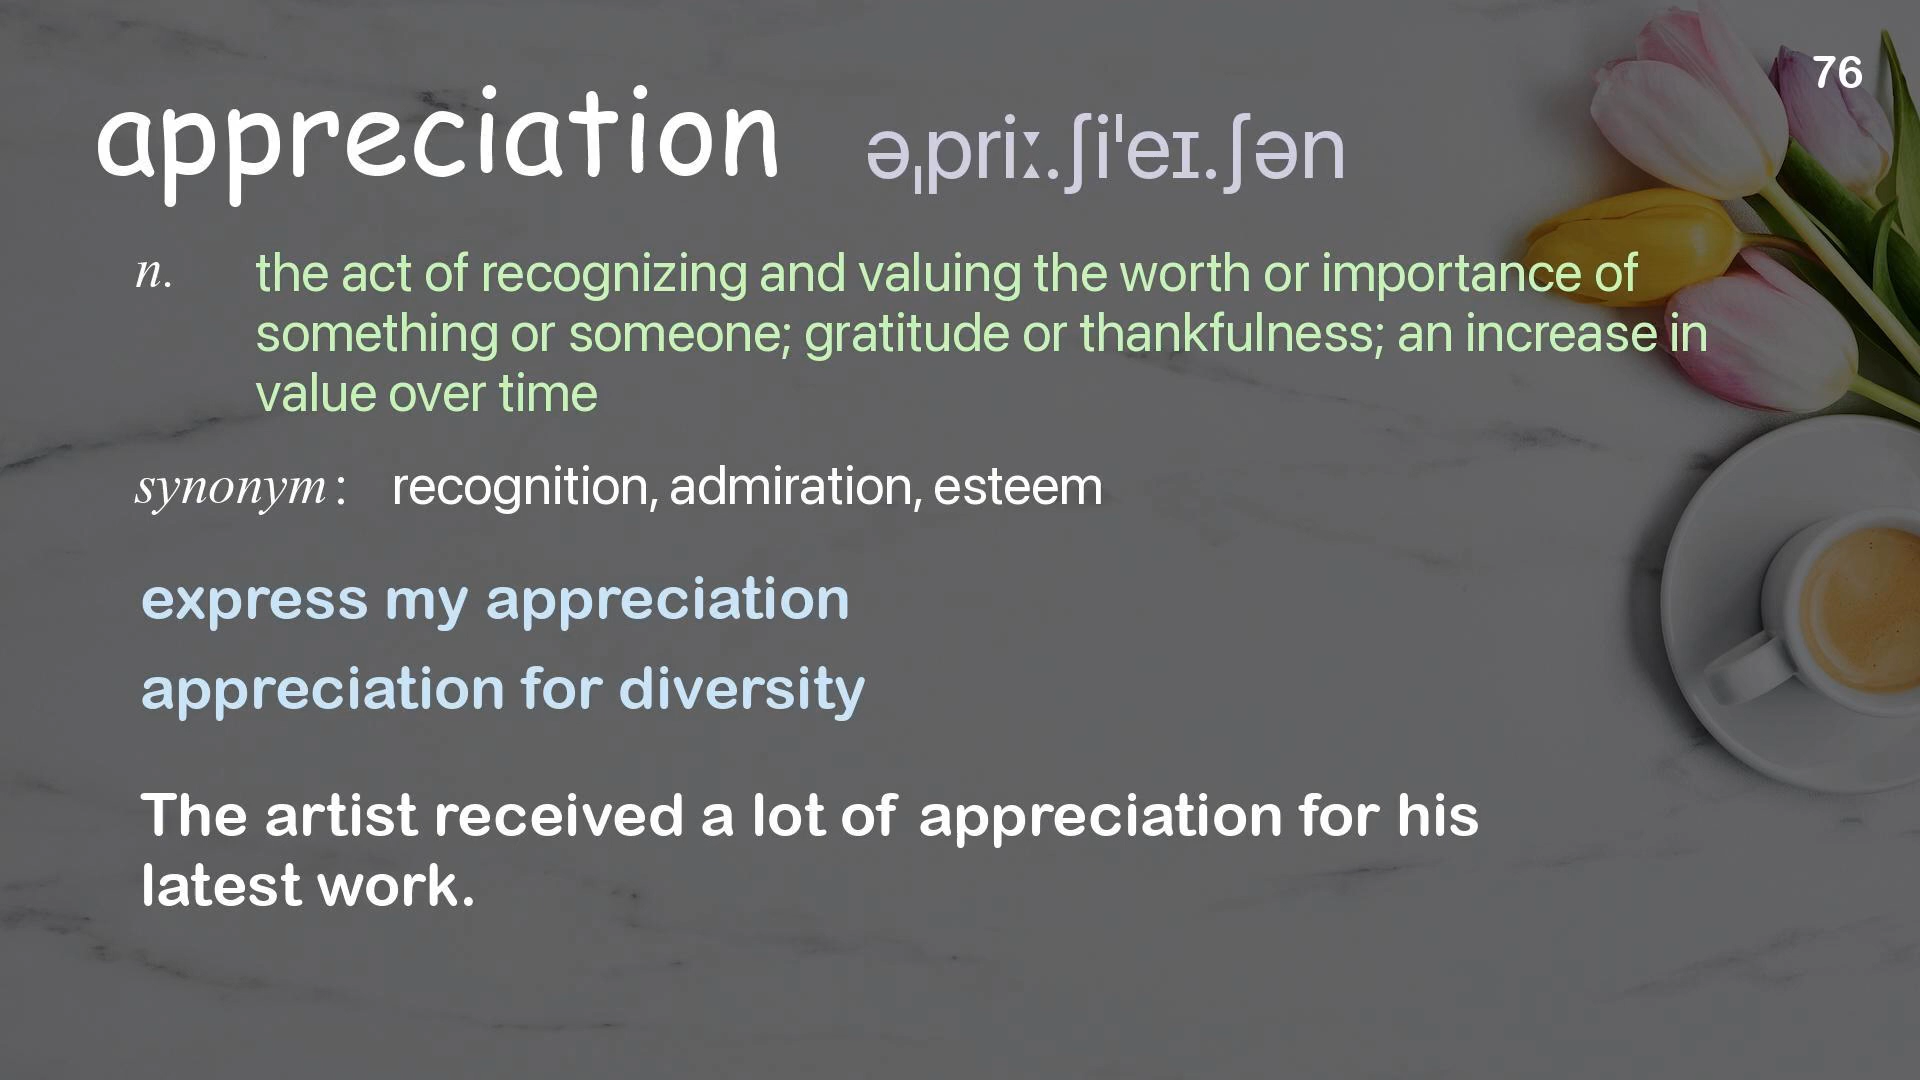 76
appreciation əˌpriː.ʃiˈeɪ.ʃən
n. the act of recognizing and valuing the worth or importance of
something or someone; gratitude or thankfulness; an increase in
value over time
synonym: recognition, admiration, esteem
express my appreciation
appreciation for diversity
The artist received a lot of appreciation for his
latest work.